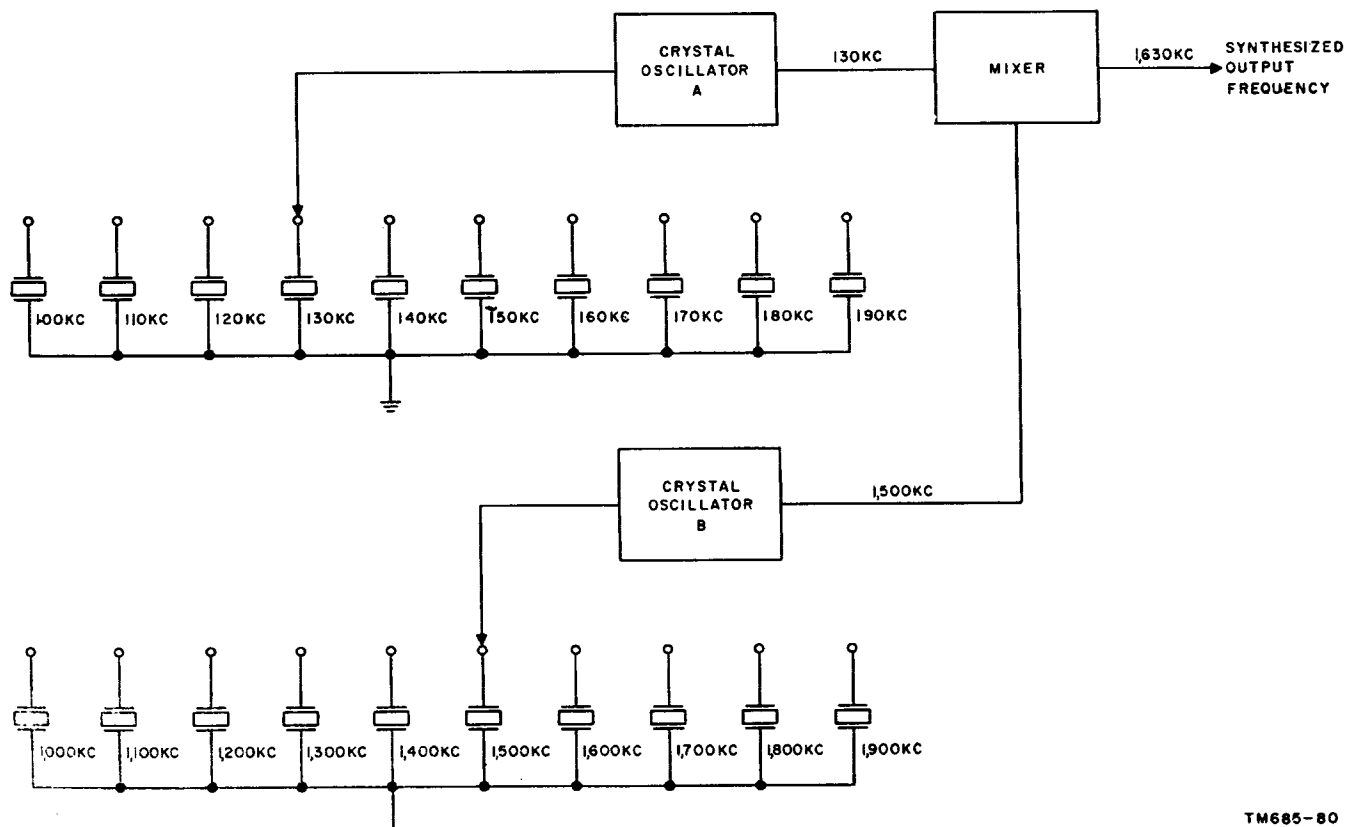 CRYSTAL
OSCILLATOR
A
130KC
MIXER
1,630KC
SYNTHESIZED
OUTPUT
FREQUENCY
100KC
110KC
120KC
130KC
140KC
150KC
160KC
170KC
180KC
190KC
CRYSTAL
OSCILLATOR
B
1,500KC
1,000KC
1,100KC
1,200KC
1,300KC
1,400KC
1,500KC
1,600KC
1,700KC
1,800KC
1,900KC
TM685-80